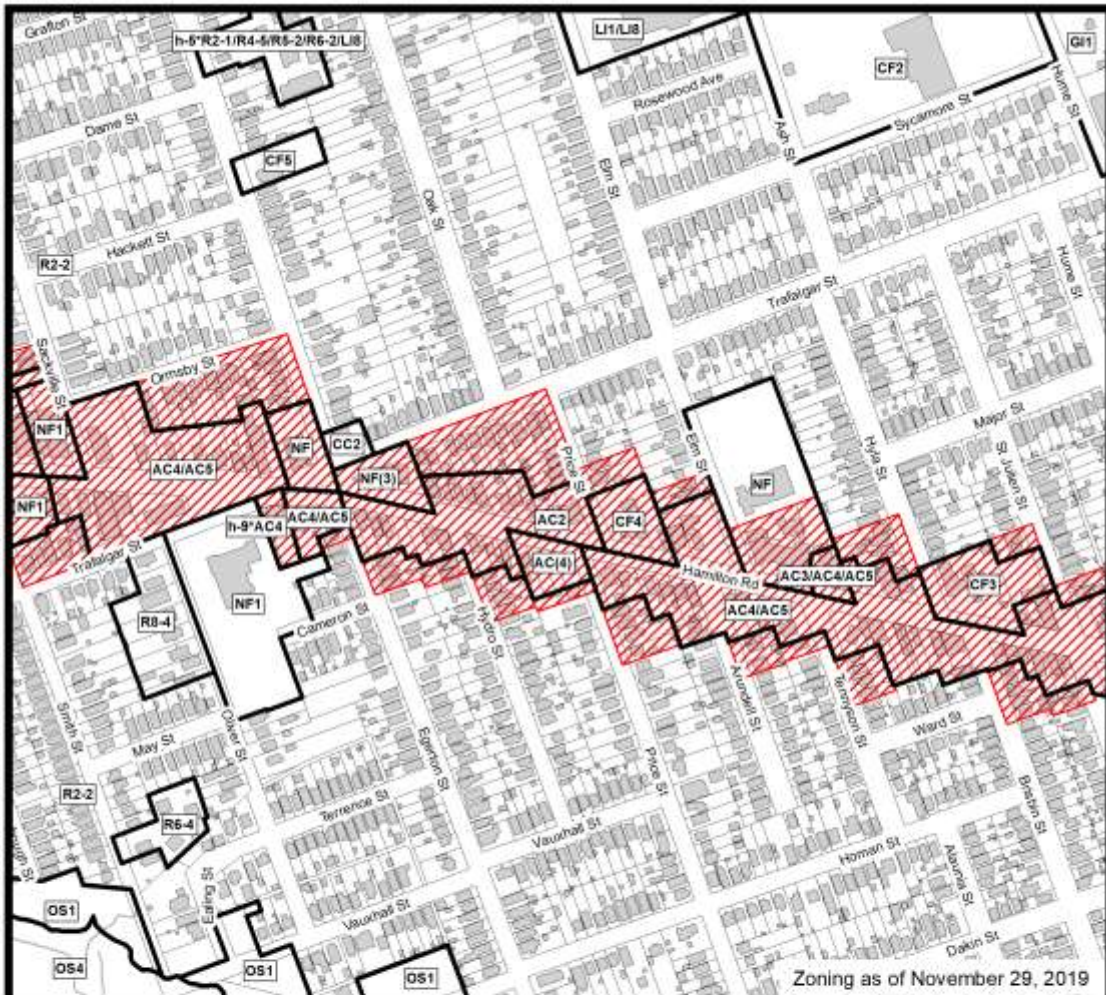 Grafton St
h-5*R2-1/R4-5/R5-2/R6-2/LI8
LI1/LI8
GI1
CF2
Rosewood Ave
Hume St
Dame St
Sycamore St
Ash St
CF5
Elm St
Oak St
Hackett St
R2-2
Hume St
Trafalgar St
Sackville St
Ormsby St
Major St
NF1
NF
CC2
Pine St
Elm St
Hyla St
St Julien St
AC4/AC5
NF(3)
NF
NF1
h-9*AC4
AC4/AC5
AC2
CF4
AC(4)
Hamilton Rd
AC3/AC4/AC5
CF3
Trafalgar St
NF1
AC4/AC5
R8-4
Cameron St
Hydro St
Arundell St
Tennyson St
Smith St
Oliver St
Ward St
May St
Egerton St
Price St
R2-2
Brisbin St
Terrence St
R6-4
Vauxhall St
Homan St
Alauma St
Ealing St
Vauxhall St
OS1
Dakin St
OS4
OS1
OS1
Zoning as of November 29, 2019